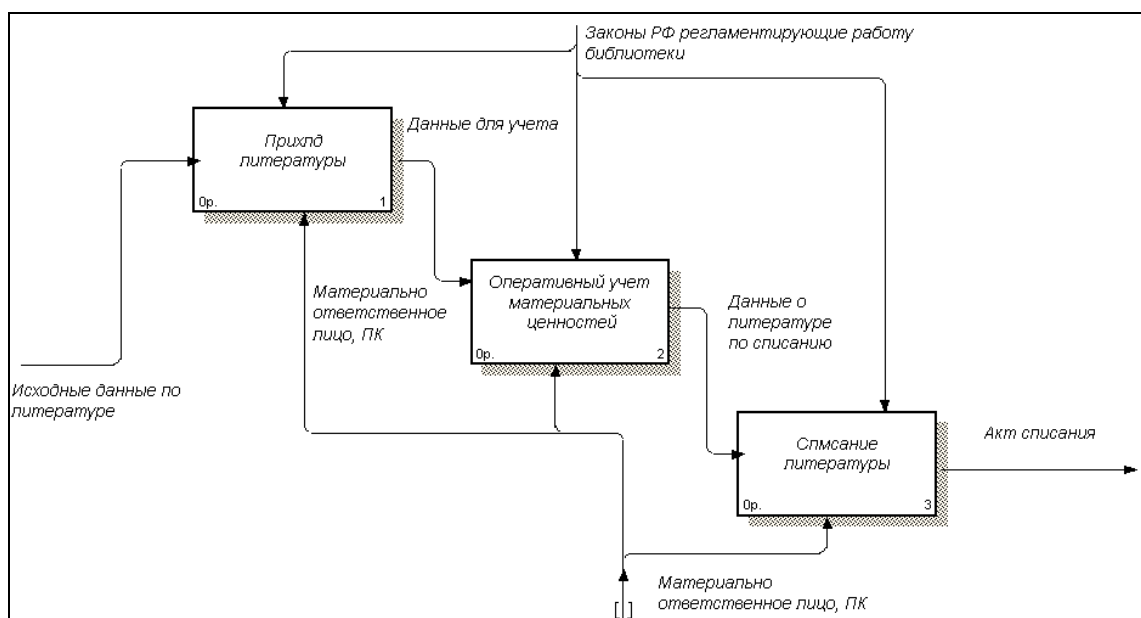 Законы РФ регламентирующие работу
библиотеки
Прихпд
литературы
0р.
1
Данные для учета
Материально
ответственное
лицо, ПК
Оперативный учет
материальных
ценностей
0р.
2
Данные о
литературе
по списанию
Исходные данные по
литературе
Спмсание
литературы
0р.
3
Акт списания
Материально
ответственное лицо, ПК